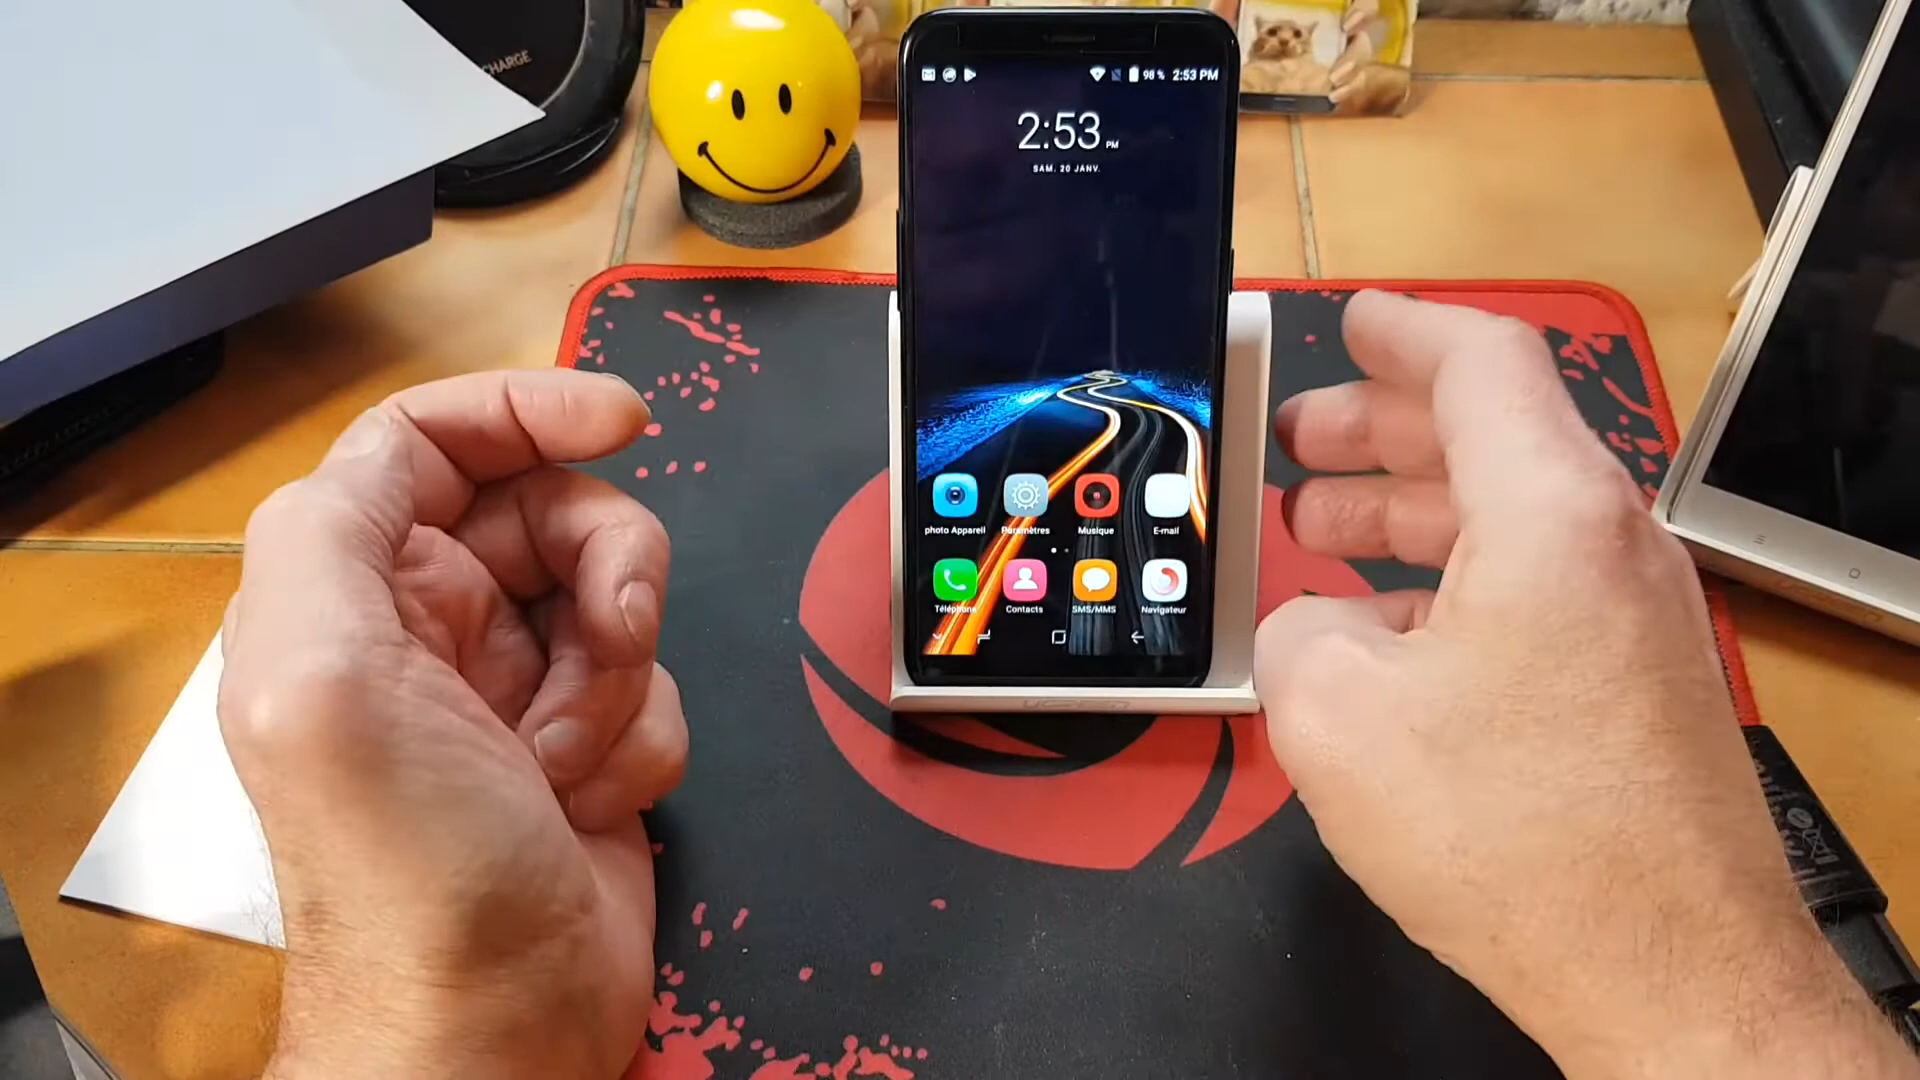 CHARGE
98 % 2:53 PM
2:53 PM
SAM. 20 JANV.
photo Appareil Paramètres Musique E-mail
Téléphone Contacts SMS/MMS Navigateur
UGREEN